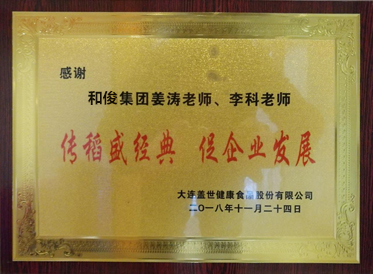 感谢
和俊集团姜涛老师、李科老师
传稻盛经典 促企业发展
大连盖世健康食品股份有限公司
二〇一八年十一月二十四日